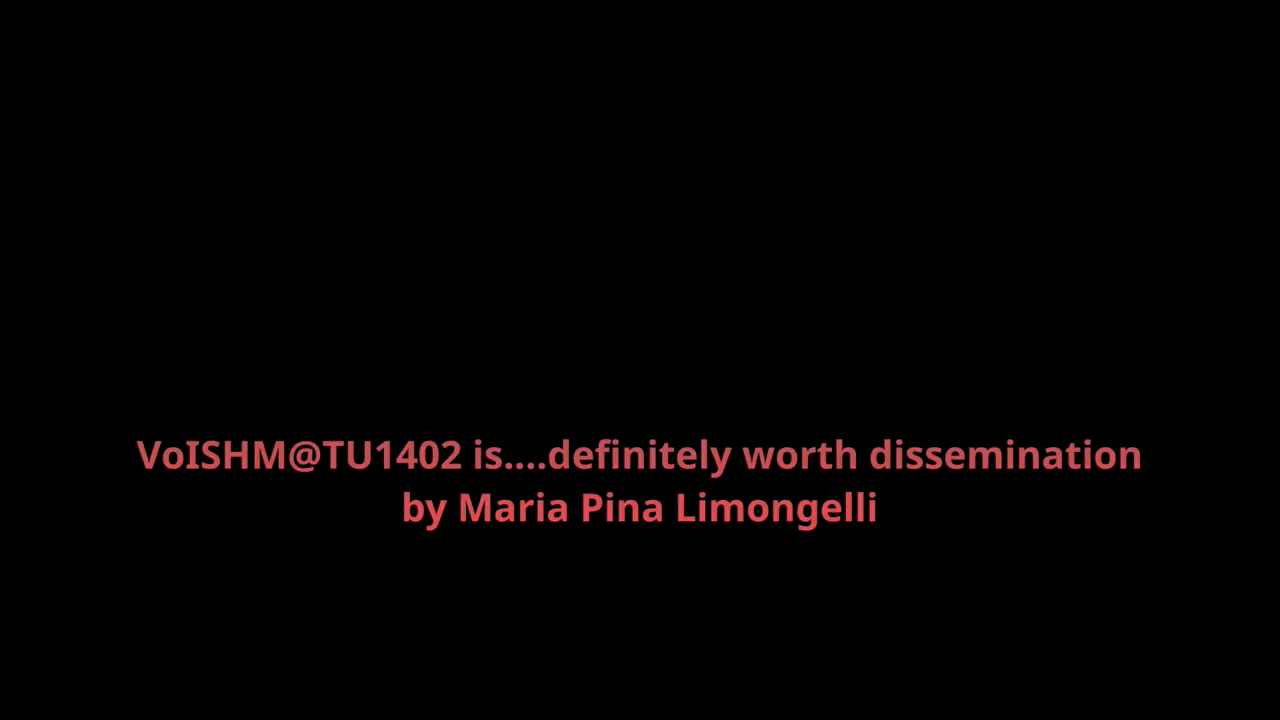 VoISHM@TU1402 is....definitely worth dissemination
by Maria Pina Limongelli